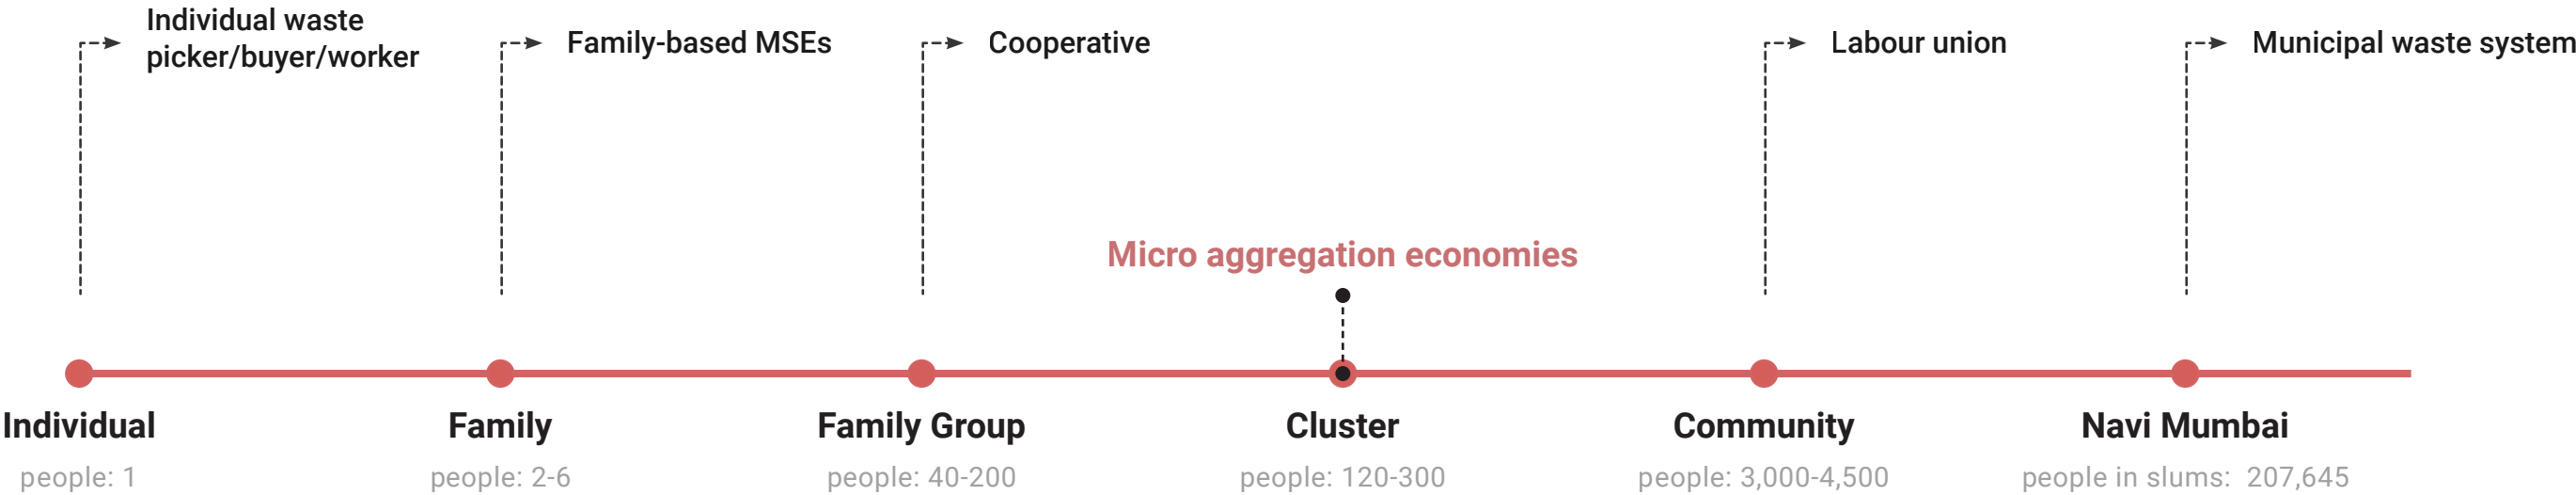 Individual waste
picker/buyer/worker
Family-based MSEs
Cooperative
Labour union
Municipal waste system
Micro aggregation economies
Individual
Family
Family Group
Cluster
Community
Navi Mumbai
people: 1
people: 2-6
people: 40-200
people: 120-300
people: 3,000-4,500
people in slums: 207,645